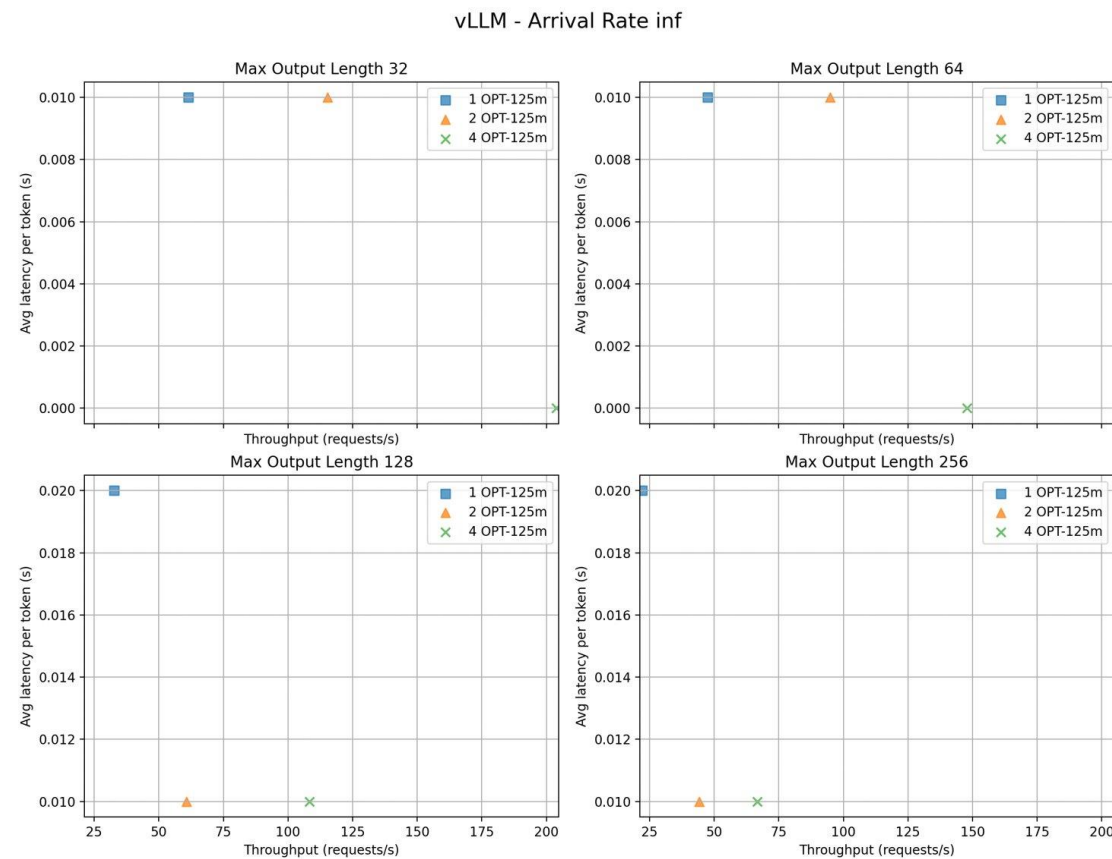 vLLM - Arrival Rate inf
Max Output Length 32
Avg latency per token (s)
0.010
0.008
0.006
0.004
0.002
0.000
1 OPT-125m
2 OPT-125m
4 OPT-125m
Throughput (requests/s)
Max Output Length 64
Avg latency per token (s)
0.010
0.008
0.006
0.004
0.002
0.000
1 OPT-125m
2 OPT-125m
4 OPT-125m
Throughput (requests/s)
Max Output Length 128
Avg latency per token (s)
0.020
0.018
0.016
0.014
0.012
0.010
1 OPT-125m
2 OPT-125m
4 OPT-125m
25 50 75 100 125 150 175 200
Throughput (requests/s)
Max Output Length 256
Avg latency per token (s)
0.020
0.018
0.016
0.014
0.012
0.010
1 OPT-125m
2 OPT-125m
4 OPT-125m
25 50 75 100 125 150 175 200
Throughput (requests/s)